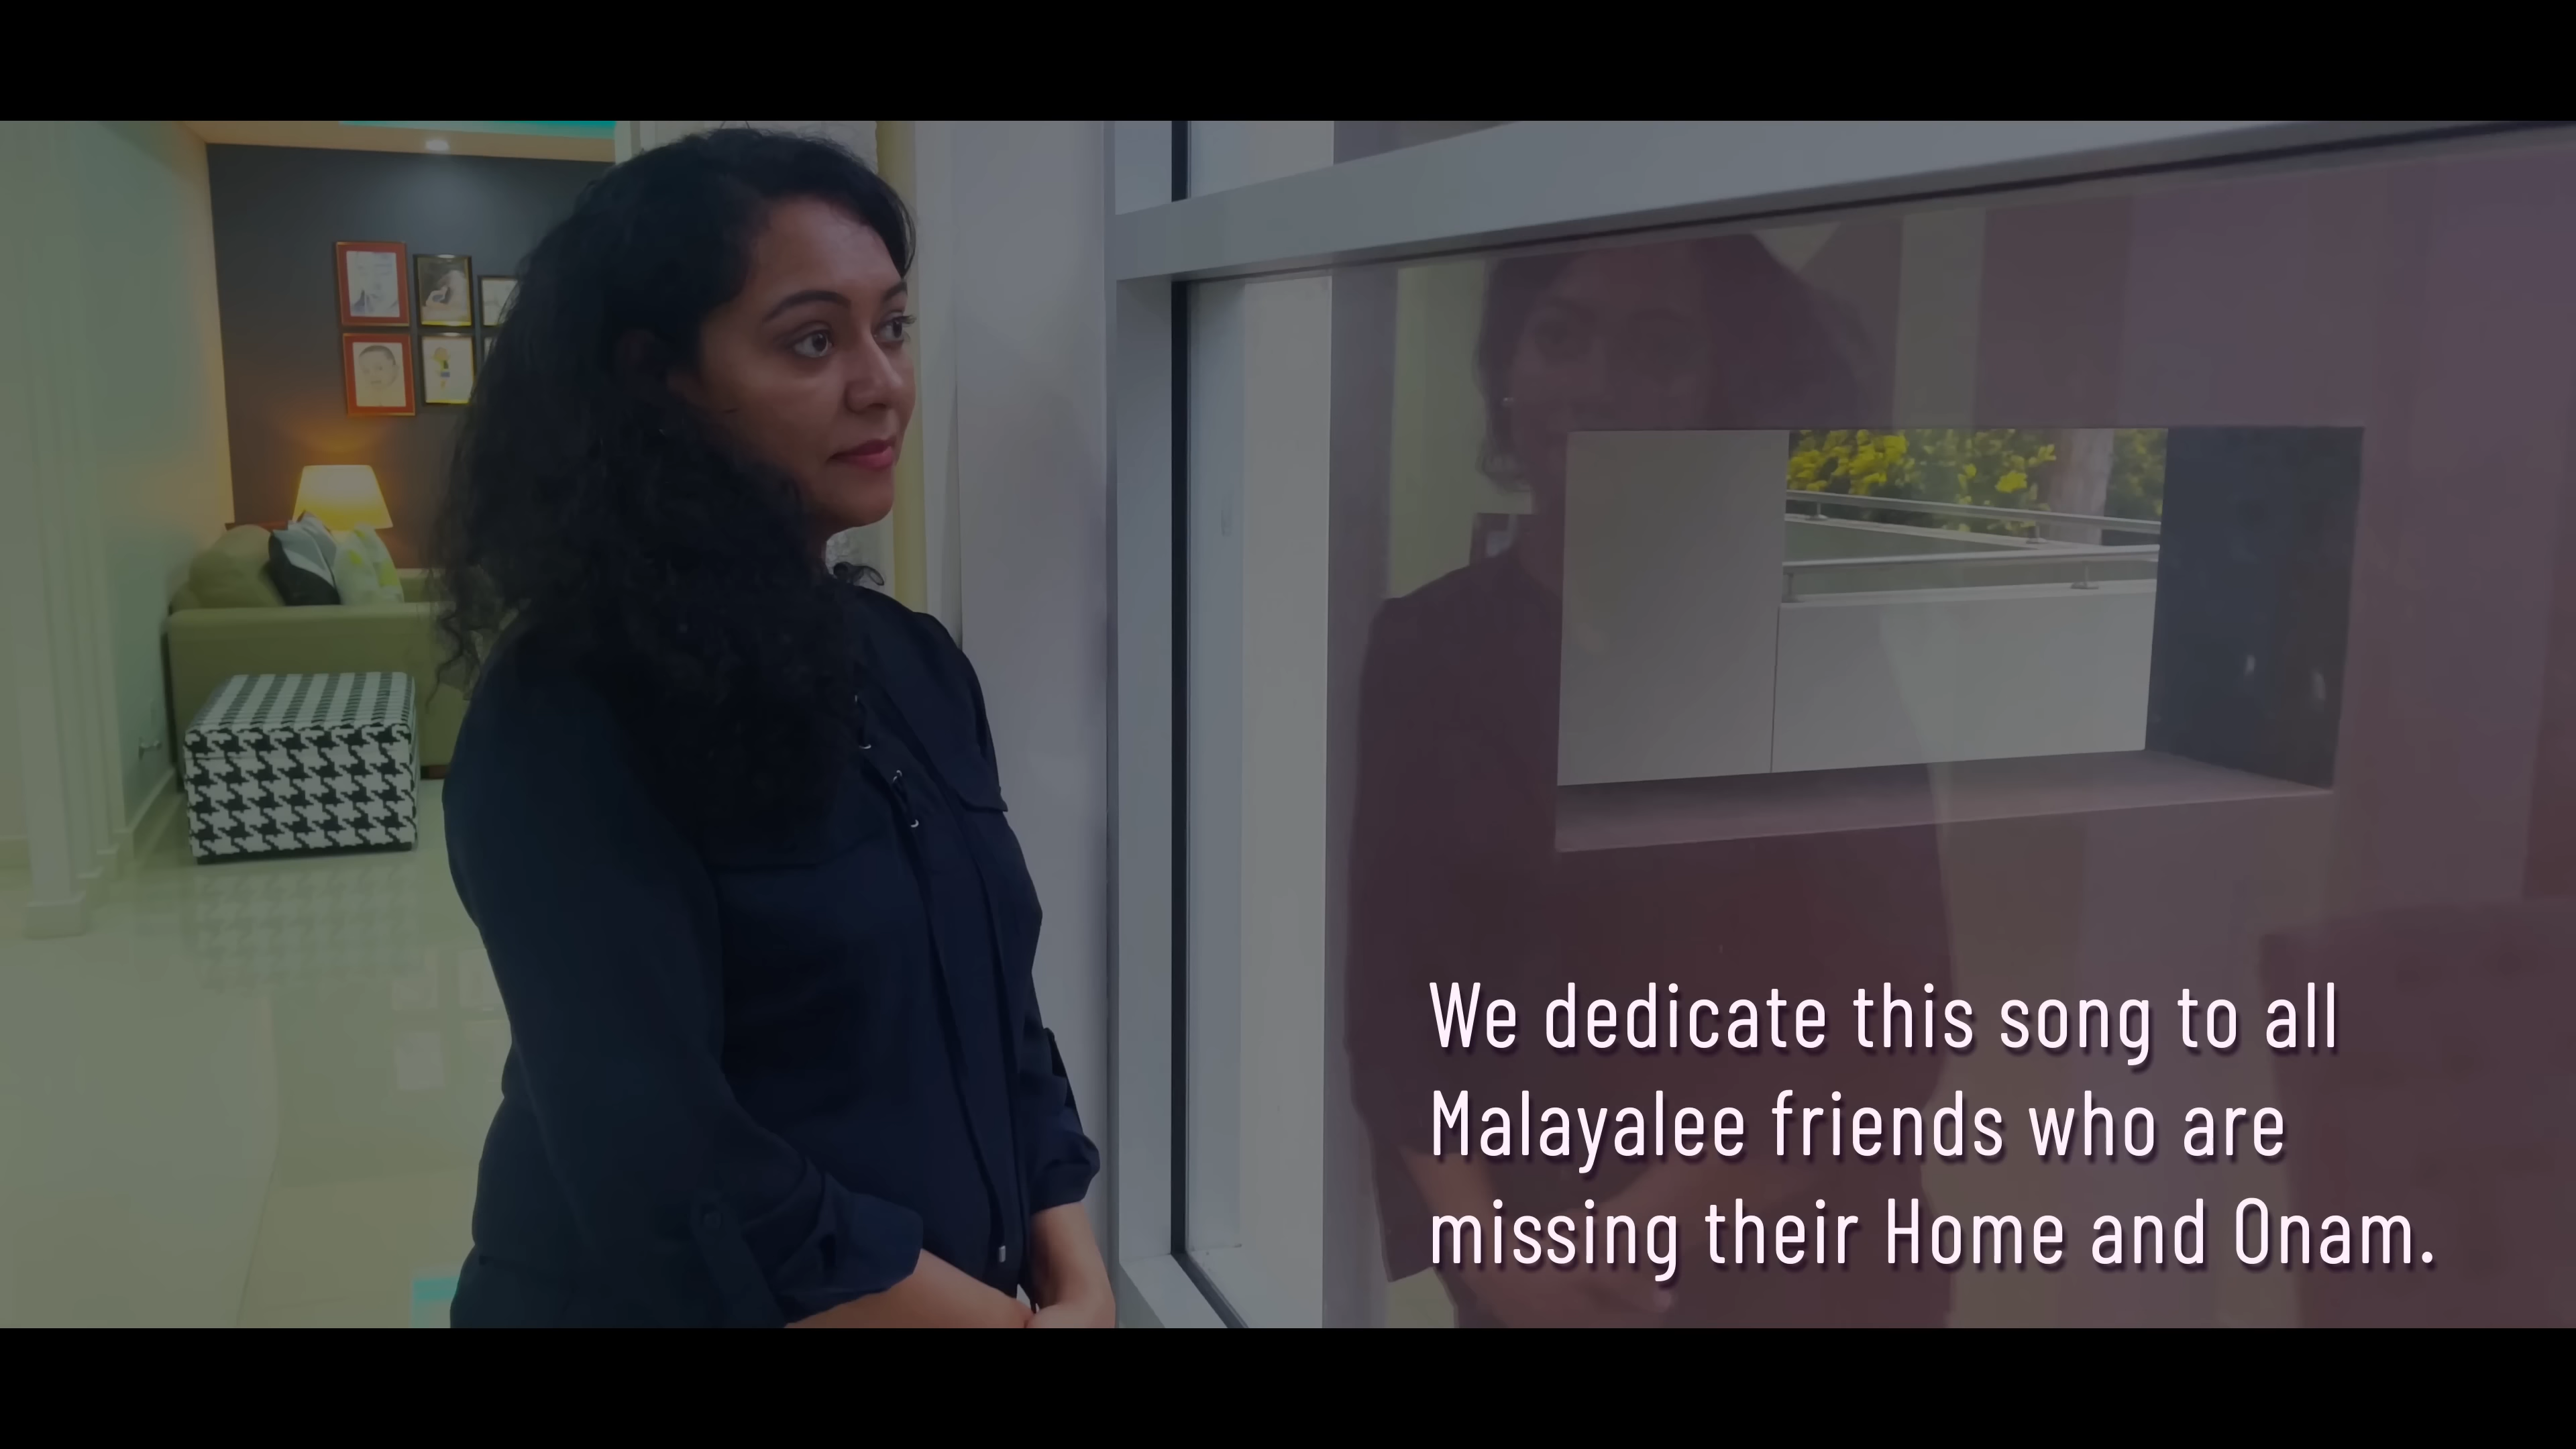 We dedicate this song to all
Malayalee friends who are
missing their Home and Onam.